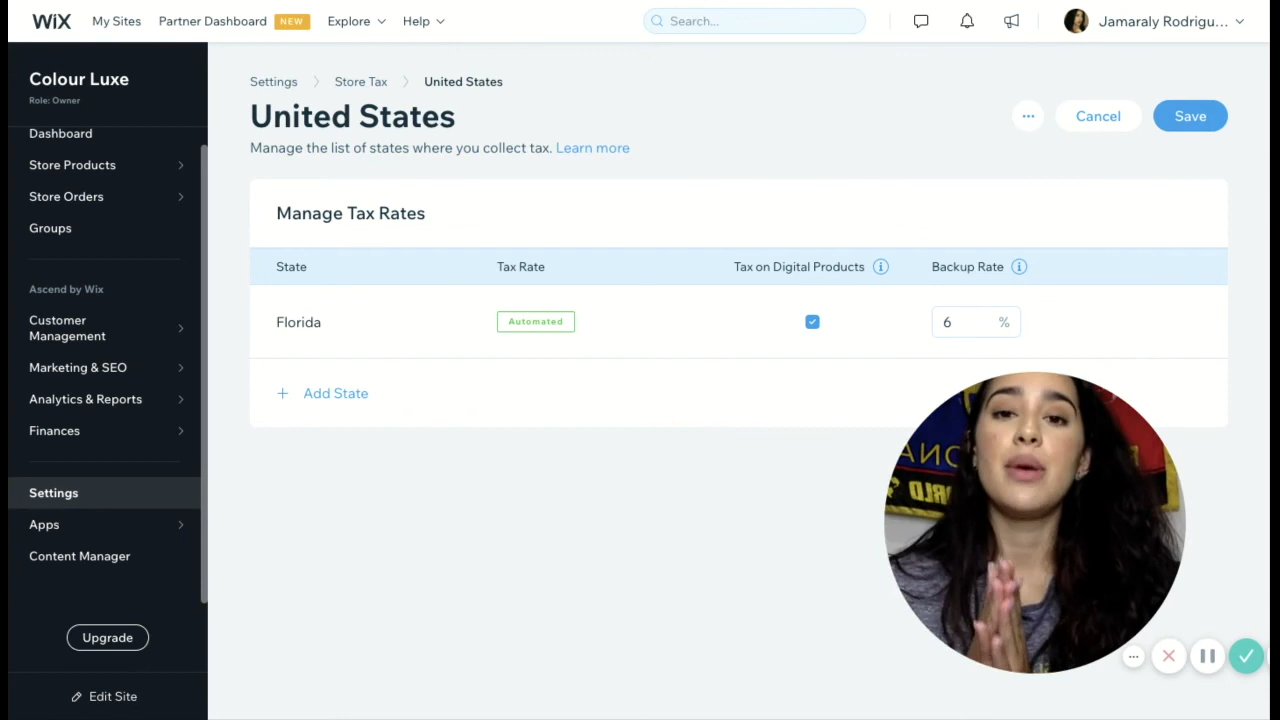 WiX
My Sites
Partner Dashboard
NEW
Explore
Help
Search...
Jamaraly Rodrigu...
Colour Luxe
Role: Owner
Dashboard
Store Products
Store Orders
Groups
Ascend by Wix
Customer
Management
Marketing & SEO
Analytics & Reports
Finances
Settings
Apps
Content Manager
Upgrade
Edit Site
Settings
Store Tax
United States
United States
Manage the list of states where you collect tax. Learn more
...
Cancel
Save
Manage Tax Rates
State
Tax Rate
Tax on Digital Products
Backup Rate
Florida
Automated
6 %
+ Add State